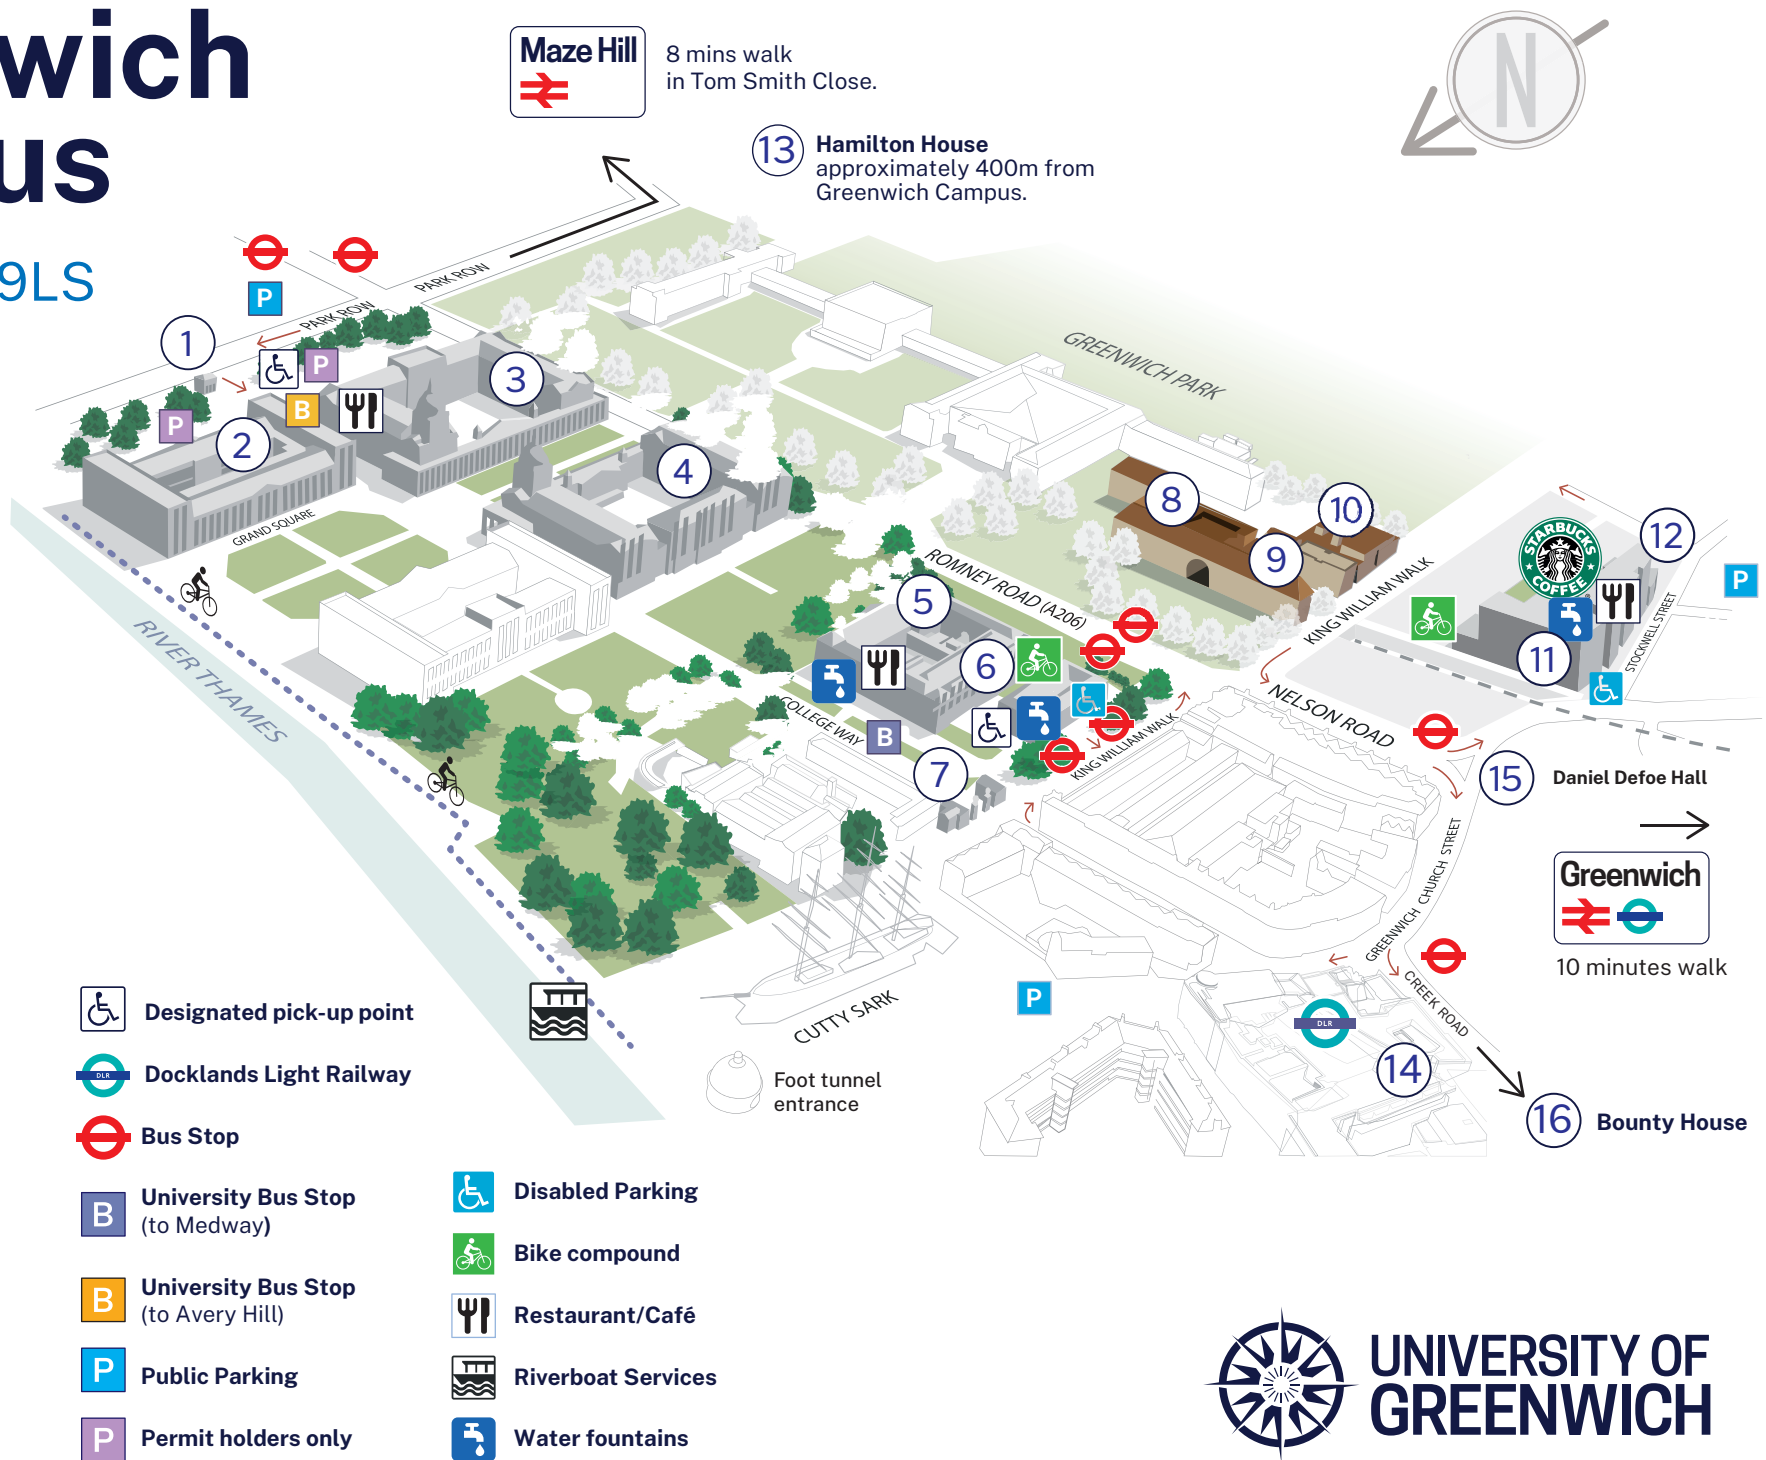 wich
us
9LS
Maze Hill
8 mins walk
in Tom Smith Close.
13
Hamilton House
approximately 400m from
Greenwich Campus.
N
PARK ROW
PARK ROW
P
1
P
B
P
2
3
4
GRAND SQUARE
RIVER THAMES
GREENWICH PARK
8
9
10
ROMNEY ROAD (A206)
KING WILLIAM WALK
STARBUCKS
COFFEE
12
P
STOCKWELL STREET
11
5
6
COLLEGE WAY
B
7
KING WILLIAM WALK
NELSON ROAD
15
Daniel Defoe Hall
GREENWICH CHURCH STREET
Greenwich
10 minutes walk
CREEK ROAD
P
DLR
14
16
Bounty House
CUTTY SARK
Foot tunnel
entrance
Designated pick-up point
DLR
Docklands Light Railway
Bus Stop
B
University Bus Stop
(to Medway)
B
University Bus Stop
(to Avery Hill)
P
Public Parking
P
Permit holders only
Disabled Parking
Bike compound
Restaurant/Café
Riverboat Services
Water fountains
UNIVERSITY OF
GREENWICH